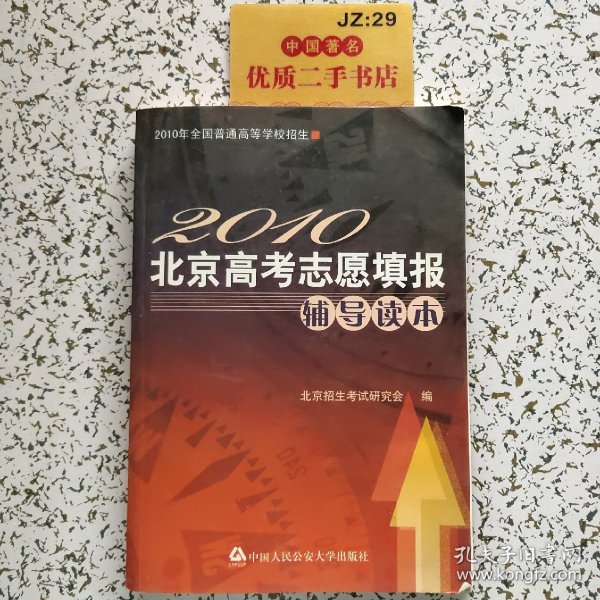 JZ:29
中国著名
优质二手书店
2010年全国普通高等学校招生
2010
北京高考志愿填报
辅导读本
北京招生考试研究会 编
CPPSUP
中国人民公安大学出版社
孔夫子旧书网
www.kongfz.com